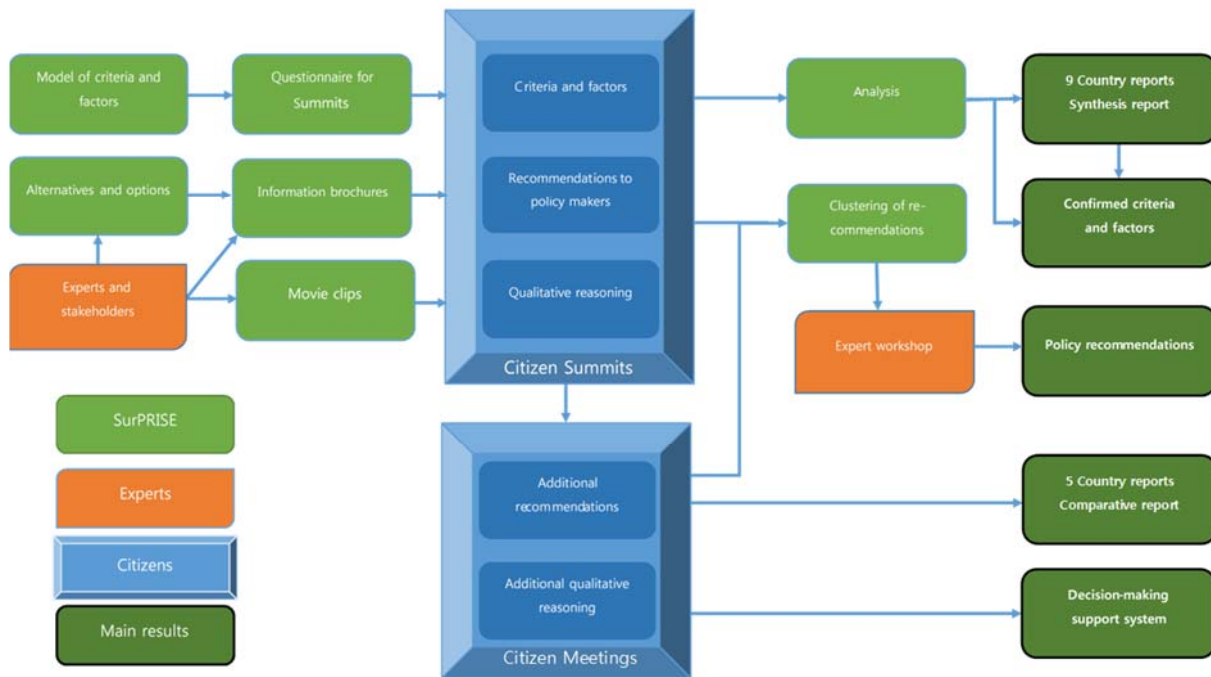 Model of criteria and
factors
Questionnaire for
Summits
Criteria and factors
Analysis
9 Country reports
Synthesis report
Alternatives and options
Information brochures
Recommendations to
policy makers
Clustering of re-
commendations
Confirmed criteria
and factors
Experts and
stakeholders
Movie clips
Qualitative reasoning
Expert workshop
Policy recommendations
Citizen Summits
SurPRISE
Experts
Citizens
Main results
Additional
recommendations
5 Country reports
Comparative report
Additional qualitative
reasoning
Decision-making
support system
Citizen Meetings